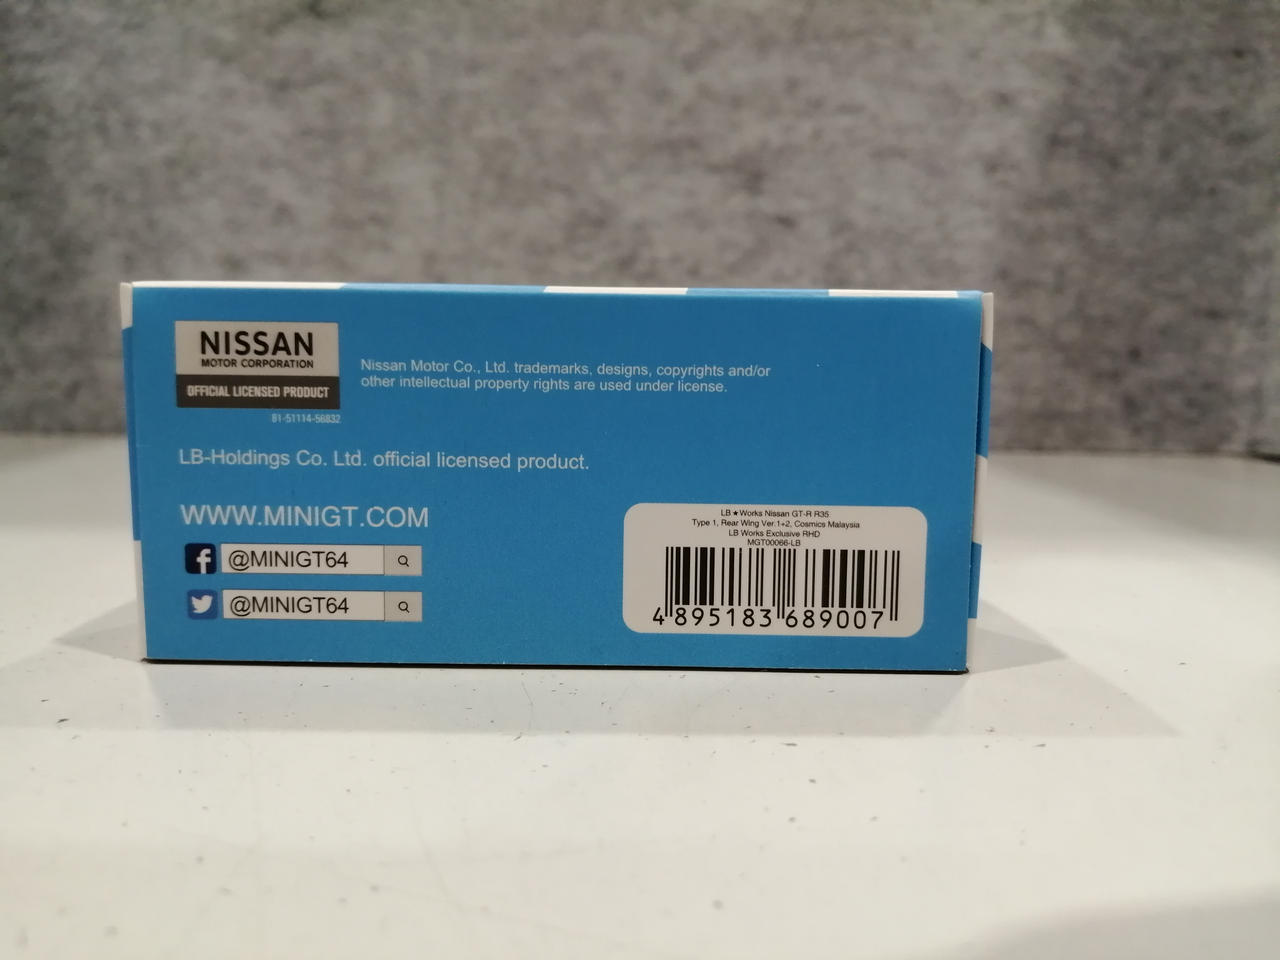 NISSAN
MOTOR CORPORATION
OFFICIAL LICENSED PRODUCT
81-51114-56832
Nissan Motor Co., Ltd. trademarks, designs, copyrights and/or
other intellectual property rights are used under license.
LB-Holdings Co. Ltd. official licensed product.
WWW.MINIGT.COM
@MINIGT64
@MINIGT64
LB★Works Nissan GT-R R35
Type 1, Rear Wing Ver.1+2, Cosmics Malaysia
LB Works Exclusive RHD
MGT00066-LB
4 895183 689007